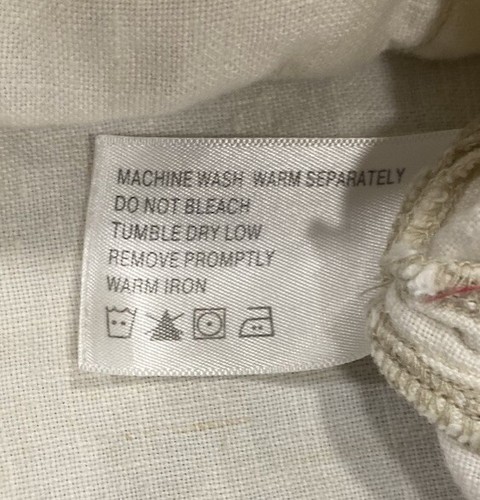 MACHINE WASH WARM SEPARATELY
DO NOT BLEACH
TUMBLE DRY LOW
REMOVE PROMPTLY
WARM IRON